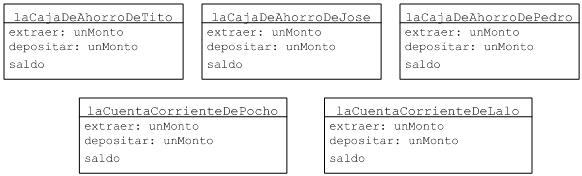 laCajaDeAhorroDeTito
extraer: unMonto
depositar: unMonto
saldo
laCajaDeAhorroDeJose
extraer: unMonto
depositar: unMonto
saldo
laCajaDeAhorroDePedro
extraer: unMonto
depositar: unMonto
saldo
laCuentaCorrienteDePocho
extraer: unMonto
depositar: unMonto
saldo
laCuentaCorrienteDeLalo
extraer: unMonto
depositar: unMonto
saldo